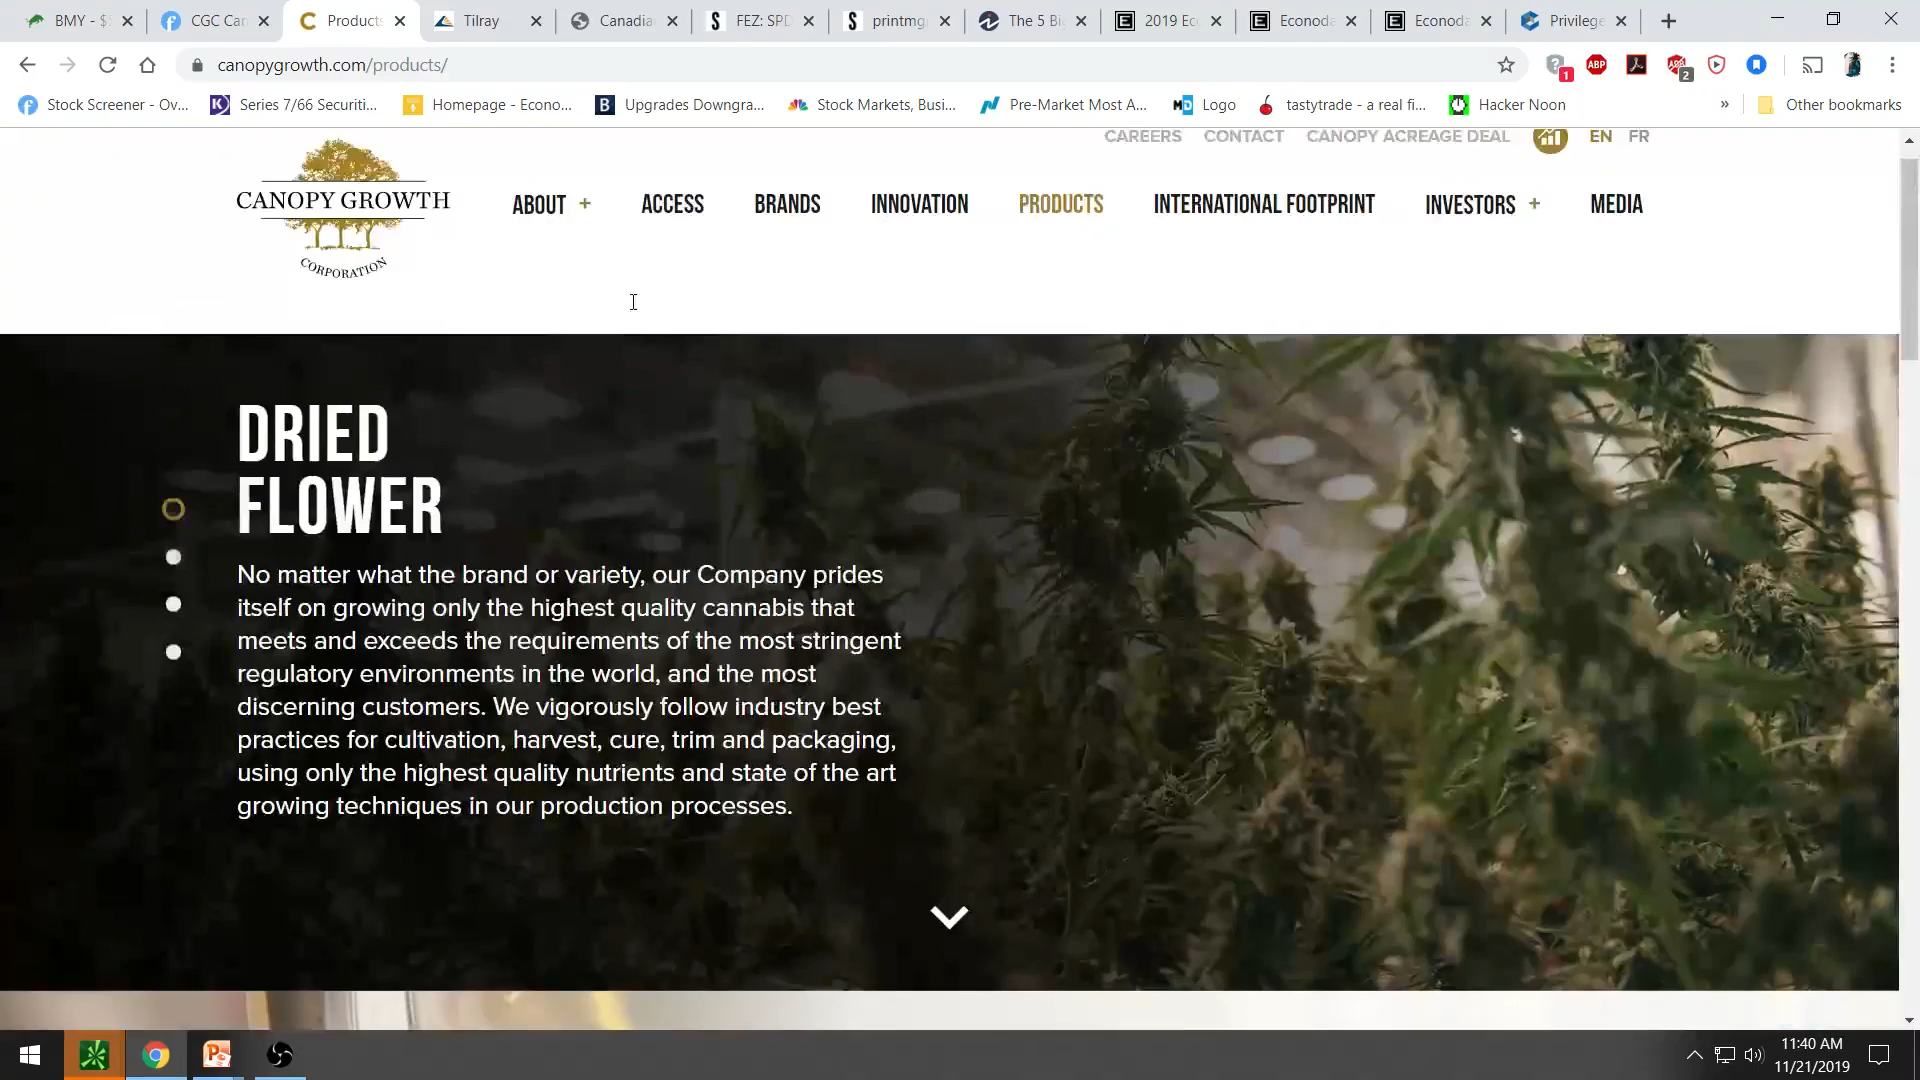 BMY - $
CGC Can
Products
Tilray
Canadia
FEZ: SPD
printmg
The 5 Bi
2019 Eco
Econoda
Econoda
Privilege
canopygrowth.com/products/
1
ABP
2
Stock Screener - Ov...
Series 7/66 Securiti...
Homepage - Econo...
Upgrades Downgra...
Stock Markets, Busi...
Pre-Market Most A...
Logo
tastytrade - a real fi...
Hacker Noon
»
Other bookmarks
CAREERS CONTACT CANOPY ACREAGE DEAL EN FR
CANOPY GROWTH
CORPORATION
ABOUT + ACCESS BRANDS INNOVATION PRODUCTS INTERNATIONAL FOOTPRINT INVESTORS + MEDIA
DRIED
FLOWER
No matter what the brand or variety, our Company prides
itself on growing only the highest quality cannabis that
meets and exceeds the requirements of the most stringent
regulatory environments in the world, and the most
discerning customers. We vigorously follow industry best
practices for cultivation, harvest, cure, trim and packaging,
using only the highest quality nutrients and state of the art
growing techniques in our production processes.
11:40 AM
11/21/2019